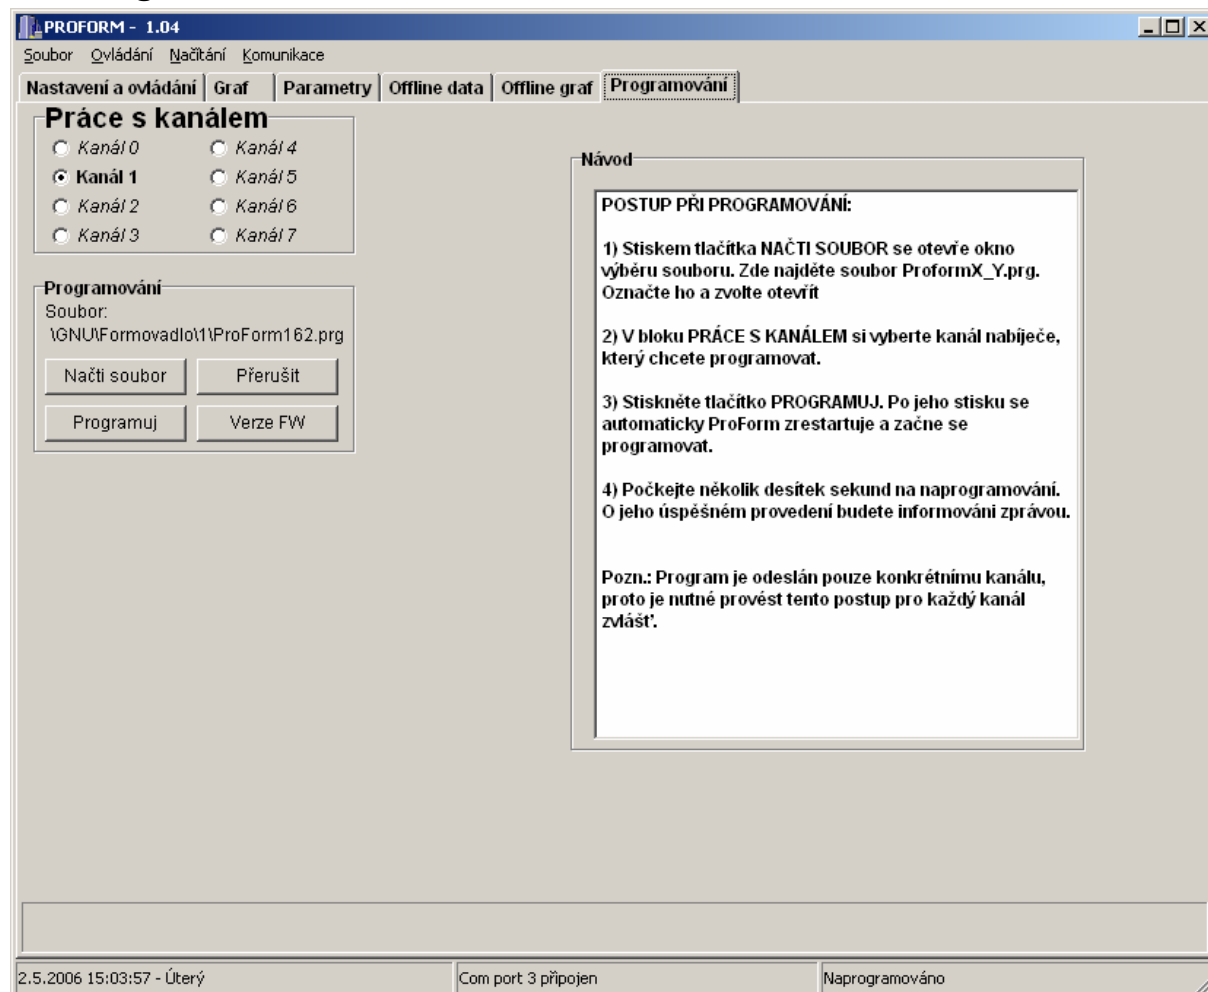 PROFORM - 1.04
Soubor Ovládání Načítání Komunikace
Nastavení a ovládání Graf Parametry Offline data Offline graf Programování
Práce s kanálem
Kanál 0 Kanál 4
Kanál 1 Kanál 5
Kanál 2 Kanál 6
Kanál 3 Kanál 7
Programování
Soubor:
\GNU\Formovadlo\1\ProForm162.prg
Načti soubor Přerušit
Programuj Verze FW
Návod
POSTUP PŘI PROGRAMOVÁNÍ:
1) Stiskem tlačítka NAČTI SOUBOR se otevře okno
výběru souboru. Zde najděte soubor ProformX_Y.prg.
Označte ho a zvolte otevřít
2) V bloku PRÁCE S KANÁLEM si vyberte kanál nabíječe,
který chcete programovat.
3) Stiskněte tlačítko PROGRAMUJ. Po jeho stisku se
automaticky ProForm zrestartuje a začne se
programovat.
4) Počkejte několik desítek sekund na naprogramování.
O jeho úspěšném provedení budete informováni zprávou.
Pozn.: Program je odeslán pouze konkrétnímu kanálu,
proto je nutné provést tento postup pro každý kanál
zvlášť.
2.5.2006 15:03:57 - Úterý Com port 3 připojen Naprogramováno